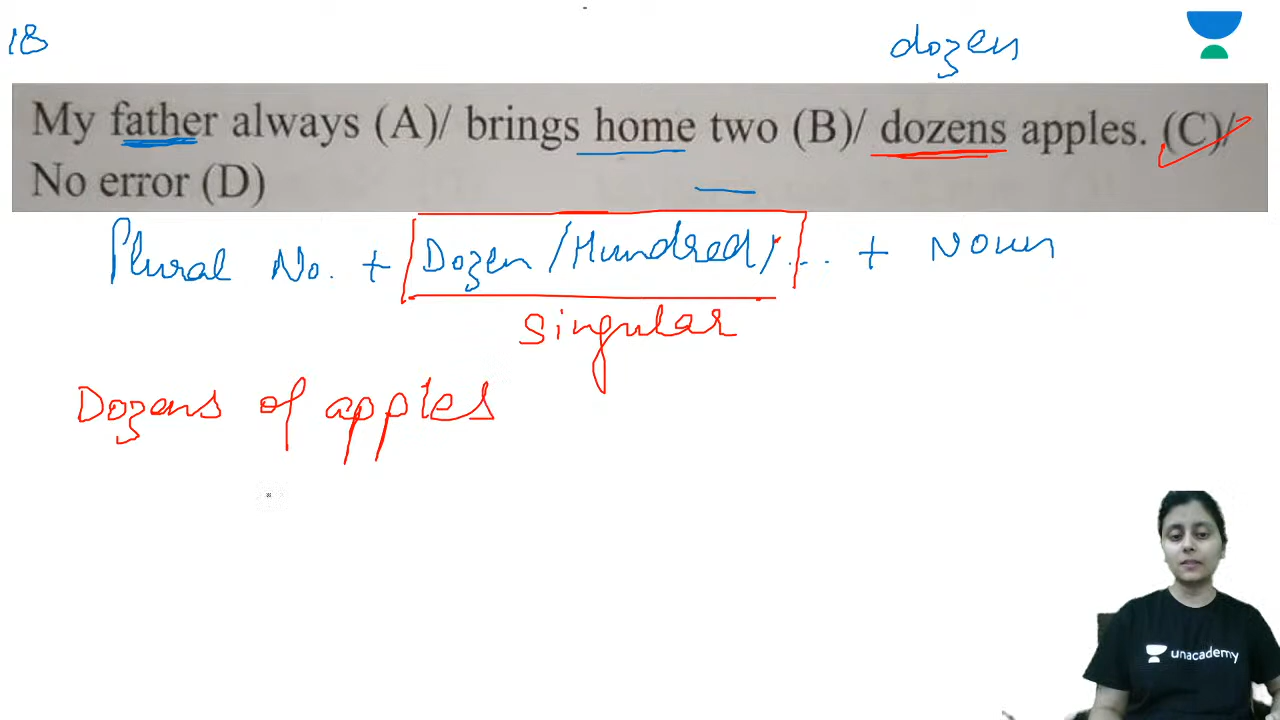 18
dozen
My father always (A)/ brings home two (B)/ dozens apples. (C)/
No error (D)
Plural No. + Dozen / Hundred / ... + Noun
Singular
Dozens of apples
unacademy